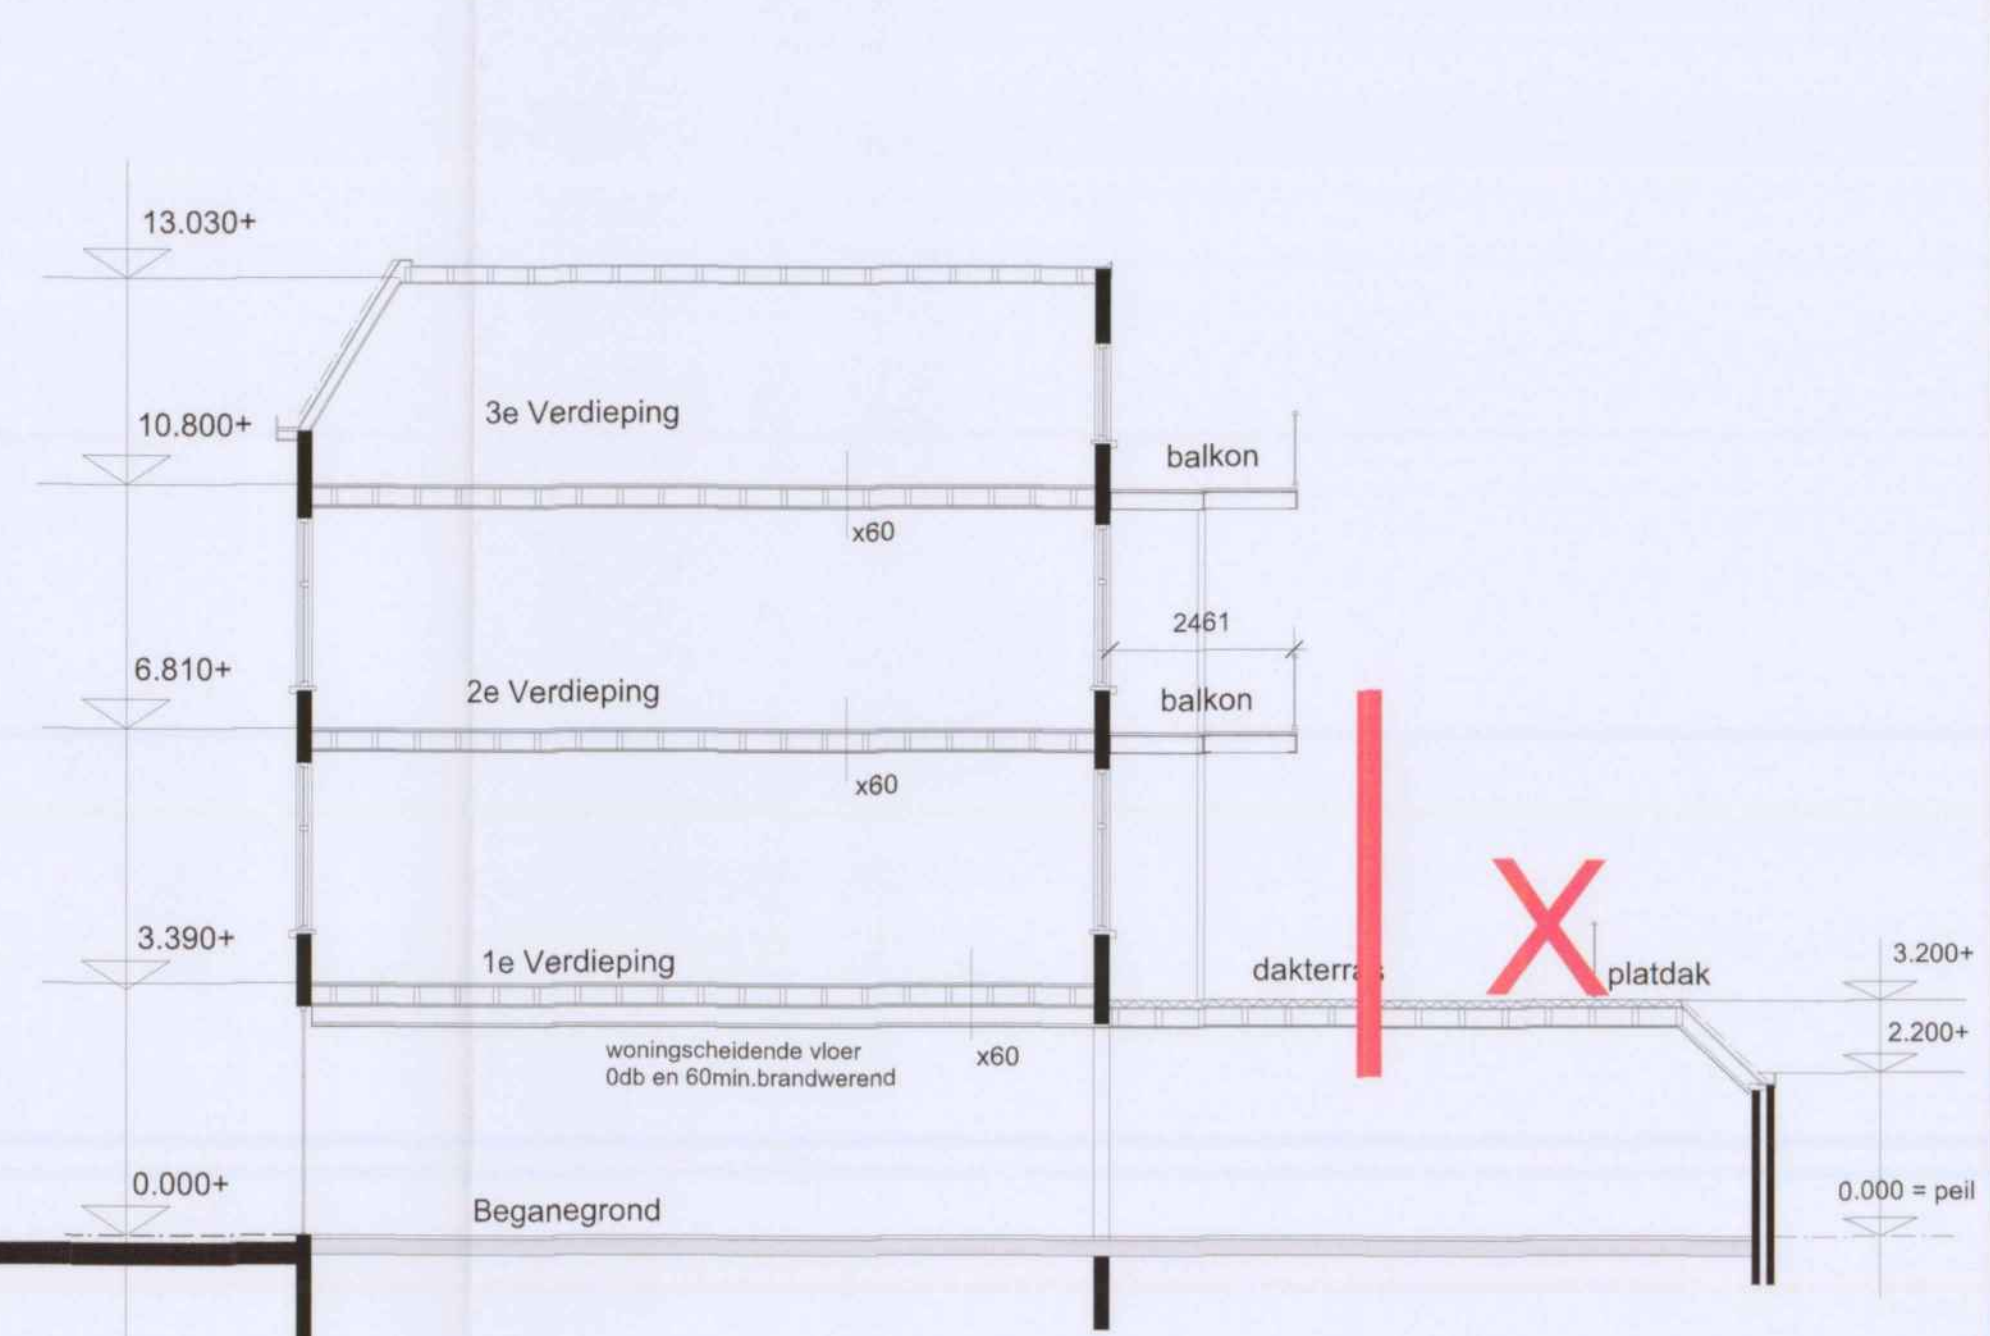 13.030+
10.800+
3e Verdieping
balkon
x60
2461
6.810+
2e Verdieping
balkon
x60
3.390+
1e Verdieping
dakterras
X
platdak
3.200+
2.200+
woningscheidende vloer
0db en 60min.brandwerend
x60
0.000+
Beganegrond
0.000 = peil